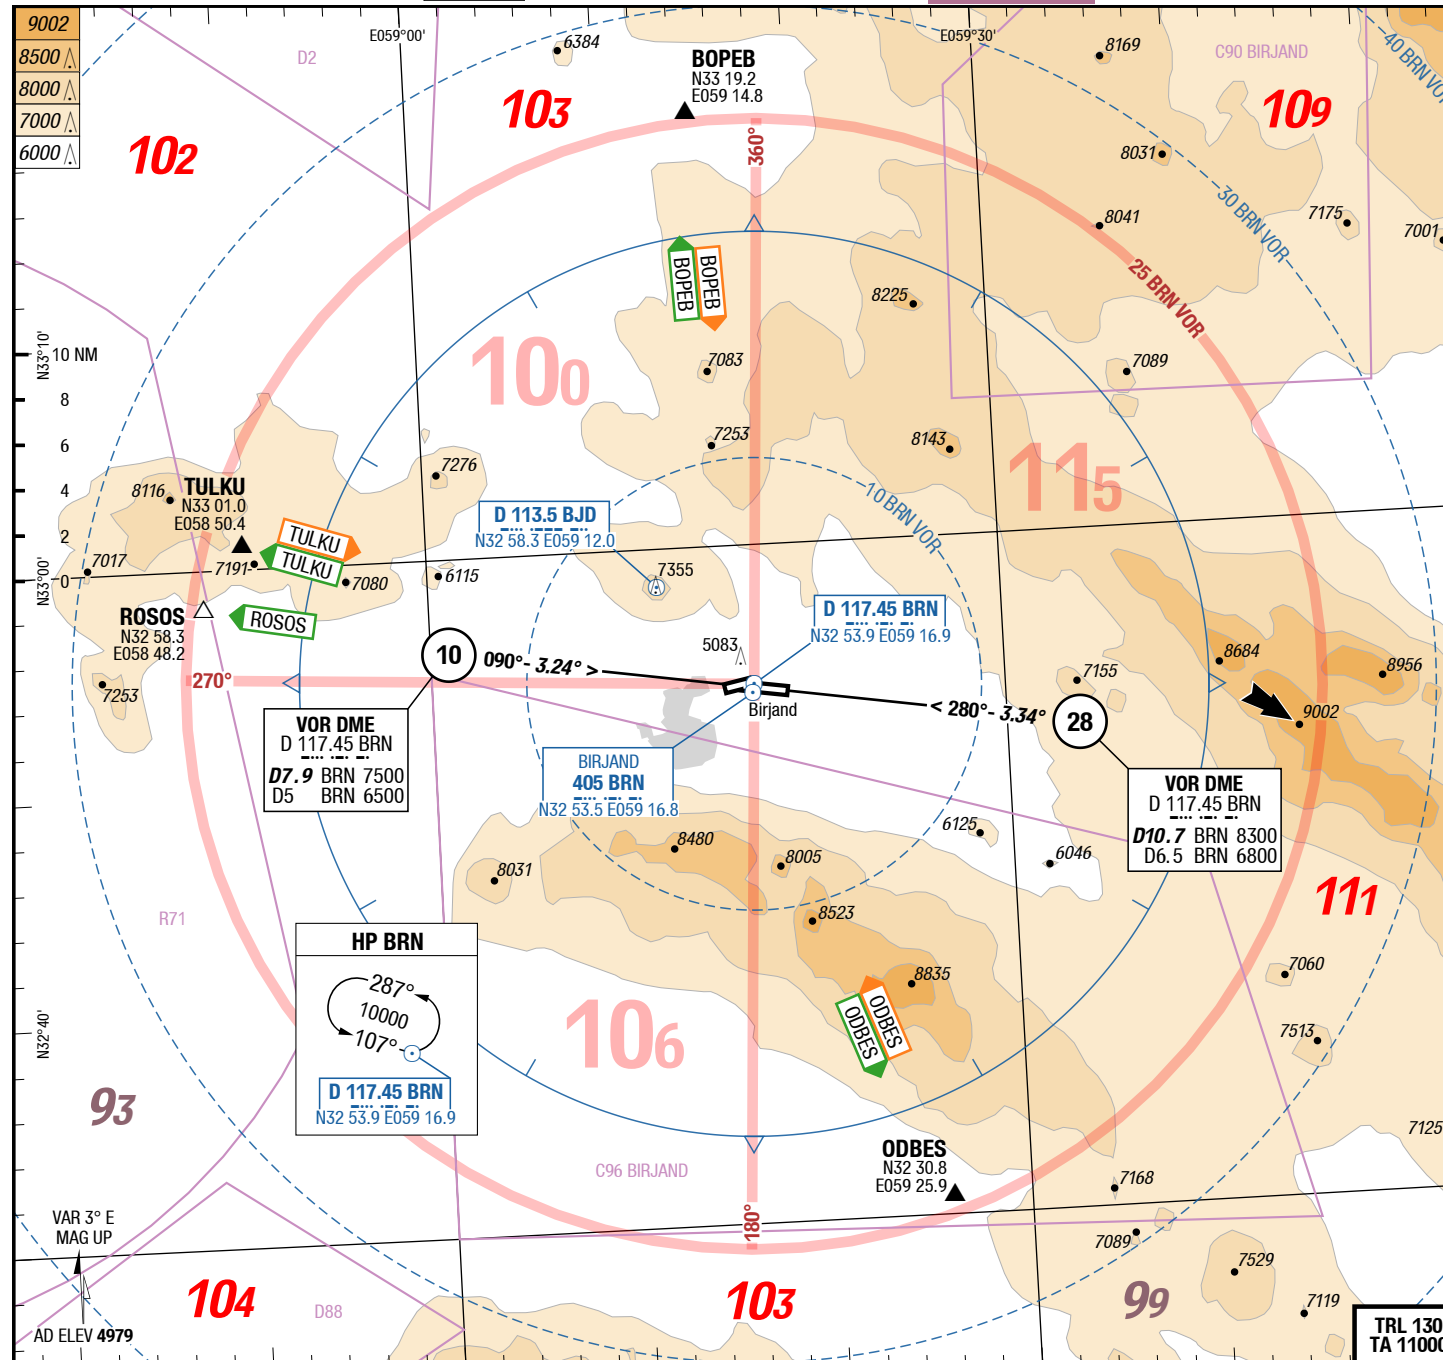 9002
8500
8000
7000
6000
D2
E059°00'
6384
BOPEB
N33 19.2
E059 14.8
E059°30'
8169
C90 BIRJAND
40 BRN VOR
102
103
109
360°
8031
30 BRN VOR
8041
7175
7001
BOPEB
BOPEB
25 BRN VOR
8225
N33°10'
10 NM
8
6
4
2
0
N33°00'
100
7083
7089
7253
8143
115
7276
8116
TULKU
N33 01.0
E058 50.4
D 113.5 BJD
N32 58.3 E059 12.0
10 BRN VOR
TULKU
TULKU
7017
7191
7080
6115
7355
ROSOS
N32 58.3
E058 48.2
ROSOS
D 117.45 BRN
N32 53.9 E059 16.9
5083
10
090°- 3.24° >
7253
270°
Birjand
< 280°- 3.34°
28
7155
8684
8956
9002
VOR DME
D 117.45 BRN
D7.9 BRN 7500
D5 BRN 6500
BIRJAND
405 BRN
N32 53.5 E059 16.8
VOR DME
D 117.45 BRN
D10.7 BRN 8300
D6.5 BRN 6800
6125
6046
8480
8005
8031
8523
111
R71
HP BRN
287°
10000
107°
D 117.45 BRN
N32 53.9 E059 16.9
8835
ODBES
ODBES
7060
7513
106
N32°40'
93
7125
C96 BIRJAND
ODBES
N32 30.8
E059 25.9
7168
180°
7089
7529
7119
VAR 3° E
MAG UP
104
D88
103
99
AD ELEV 4979
TRL 130
TA 11000